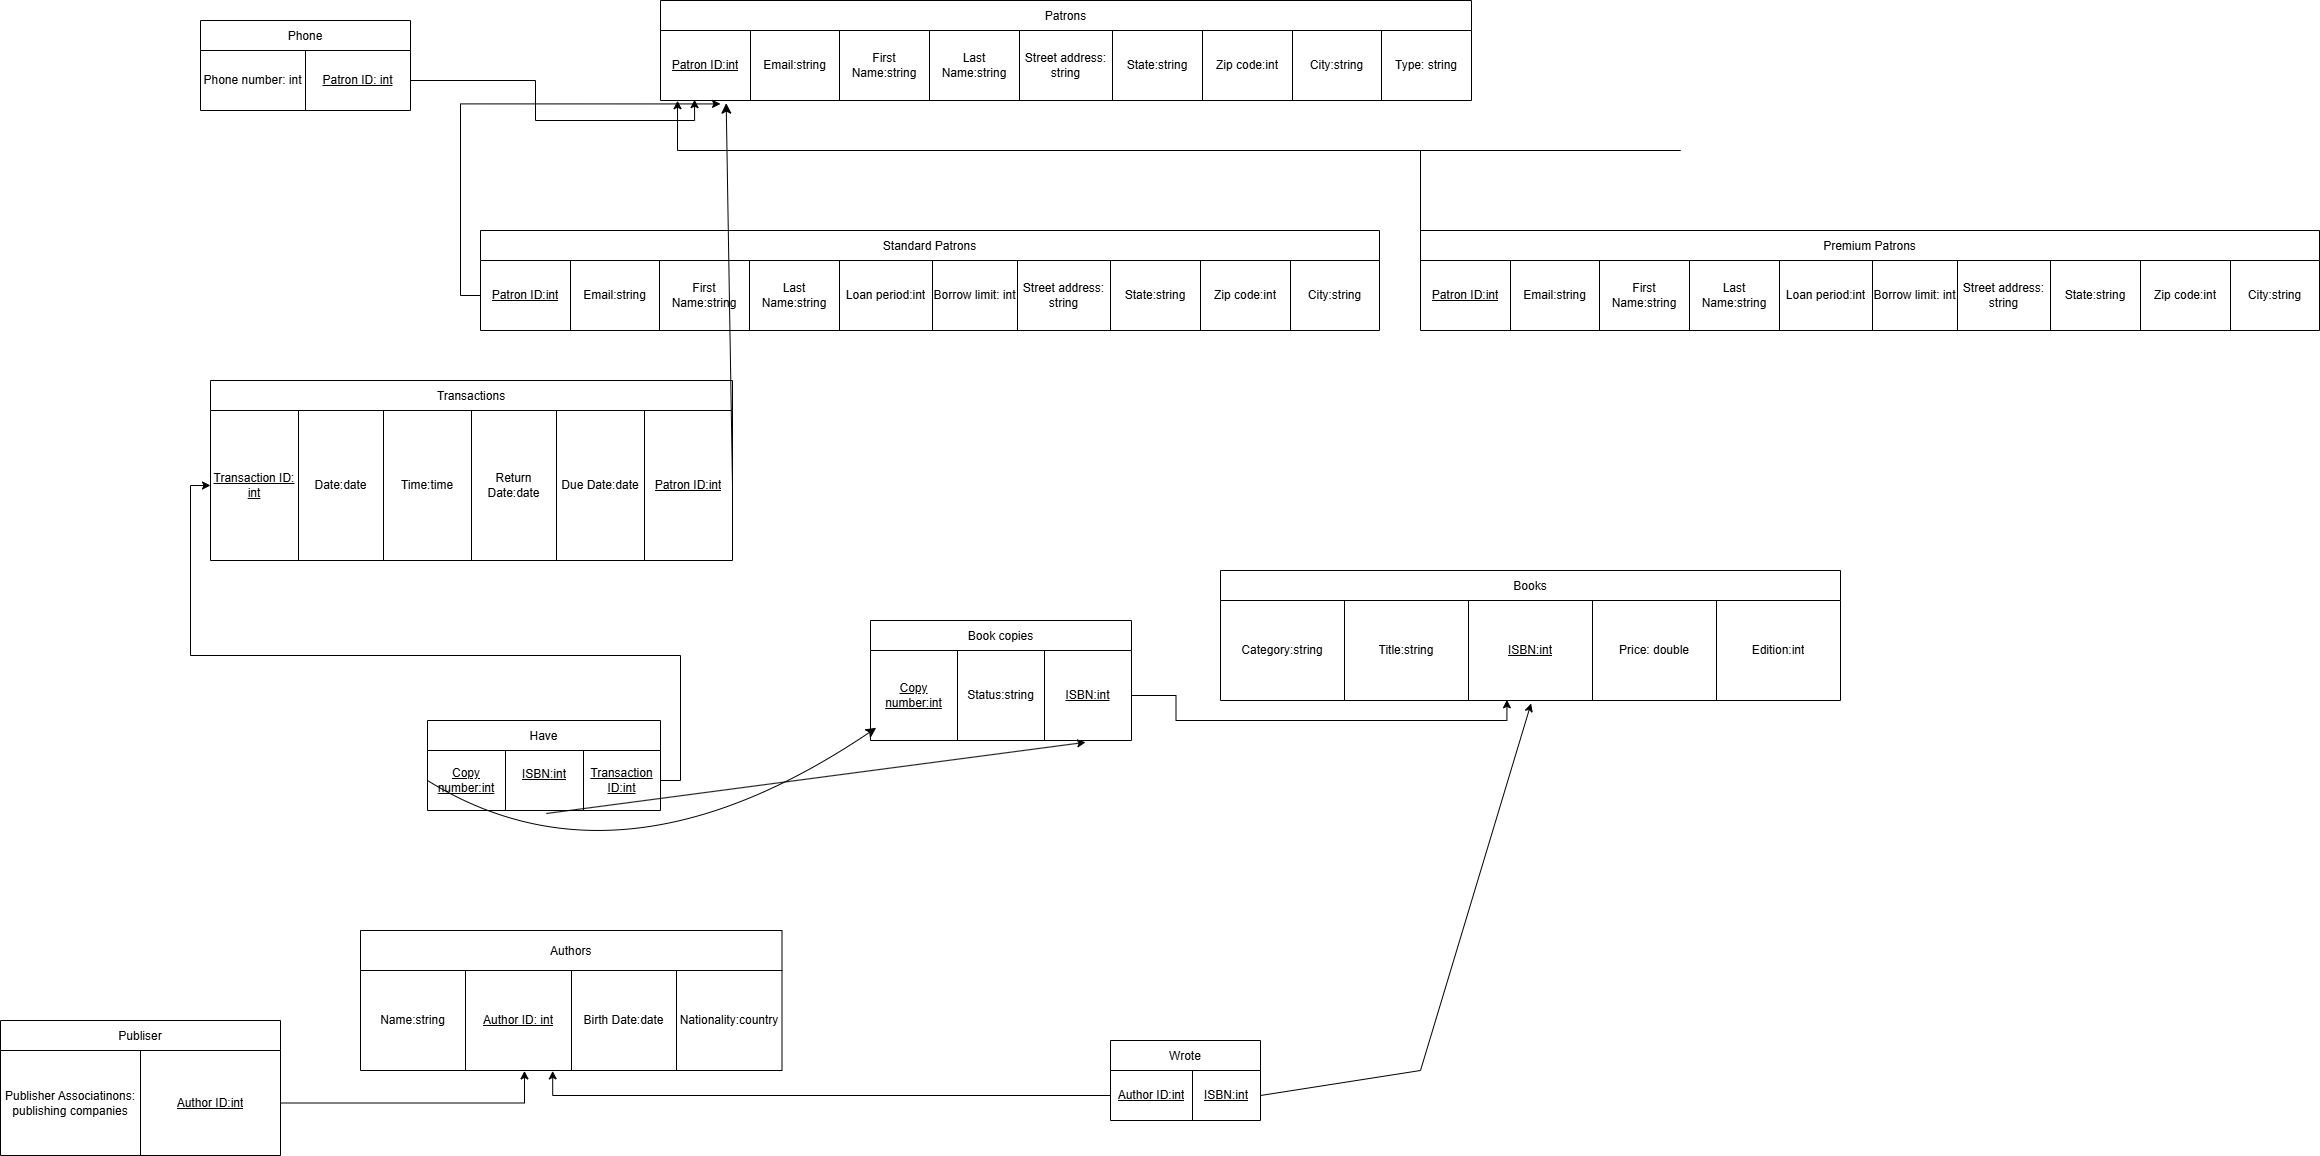 Patrons
Patron ID:int
Email:string
First
Name:string
Last
Name:string
Street address:
string
State:string
Zip code:int
City:string
Type: string
Phone
Phone number: int
Patron ID: int
Standard Patrons
Patron ID:int
Email:string
First
Name:string
Last
Name:string
Loan period:int
Borrow limit: int
Street address:
string
State:string
Zip code:int
City:string
Premium Patrons
Patron ID:int
Email:string
First
Name:string
Last
Name:string
Loan period:int
Borrow limit: int
Street address:
string
State:string
Zip code:int
City:string
Transactions
Transaction ID:
int
Date:date
Time:time
Return
Date:date
Due Date:date
Patron ID:int
Books
Category:string
Title:string
ISBN:int
Price: double
Edition:int
Book copies
Copy
number:int
Status:string
ISBN:int
Have
Copy
number:int
ISBN:int
Transaction
ID:int
Authors
Name:string
Author ID: int
Birth Date:date
Nationality:country
Publiser
Publisher Associatinons:
publishing companies
Author ID:int
Wrote
Author ID:int
ISBN:int